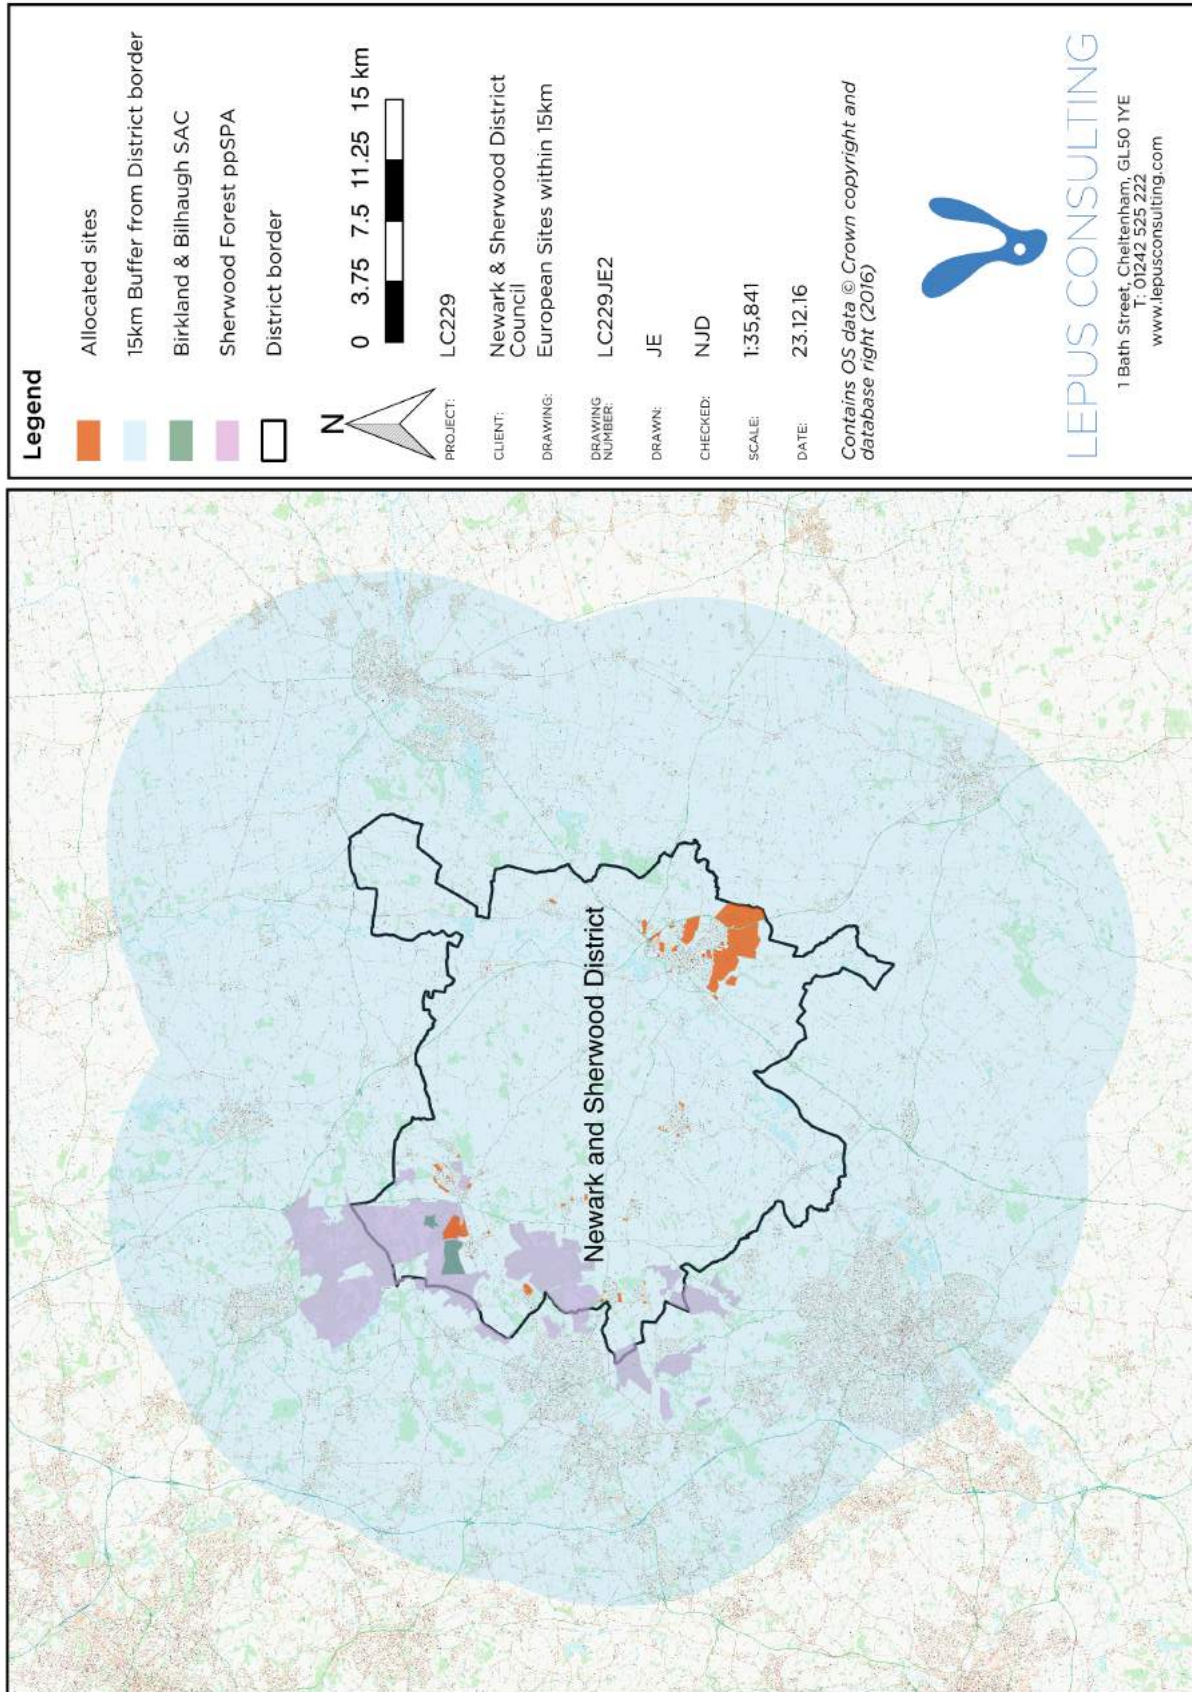 Legend
Allocated sites
15km Buffer from District border
Birkland & Bilhaugh SAC
Sherwood Forest ppSPA
District border
N
0 3.75 7.5 11.25 15 km
PROJECT: LC229
CLIENT: Newark & Sherwood District
Council
DRAWING: European Sites within 15km
DRAWING
NUMBER: LC229JE2
DRAWN: JE
CHECKED: NJD
SCALE: 1:35,841
DATE: 23.12.16
Contains OS data © Crown copyright and
database right (2016)
LEPUS CONSULTING
1 Bath Street, Cheltenham, GL50 1YE
T: 01242 525 222
www.lepusconsulting.com
Newark and Sherwood District